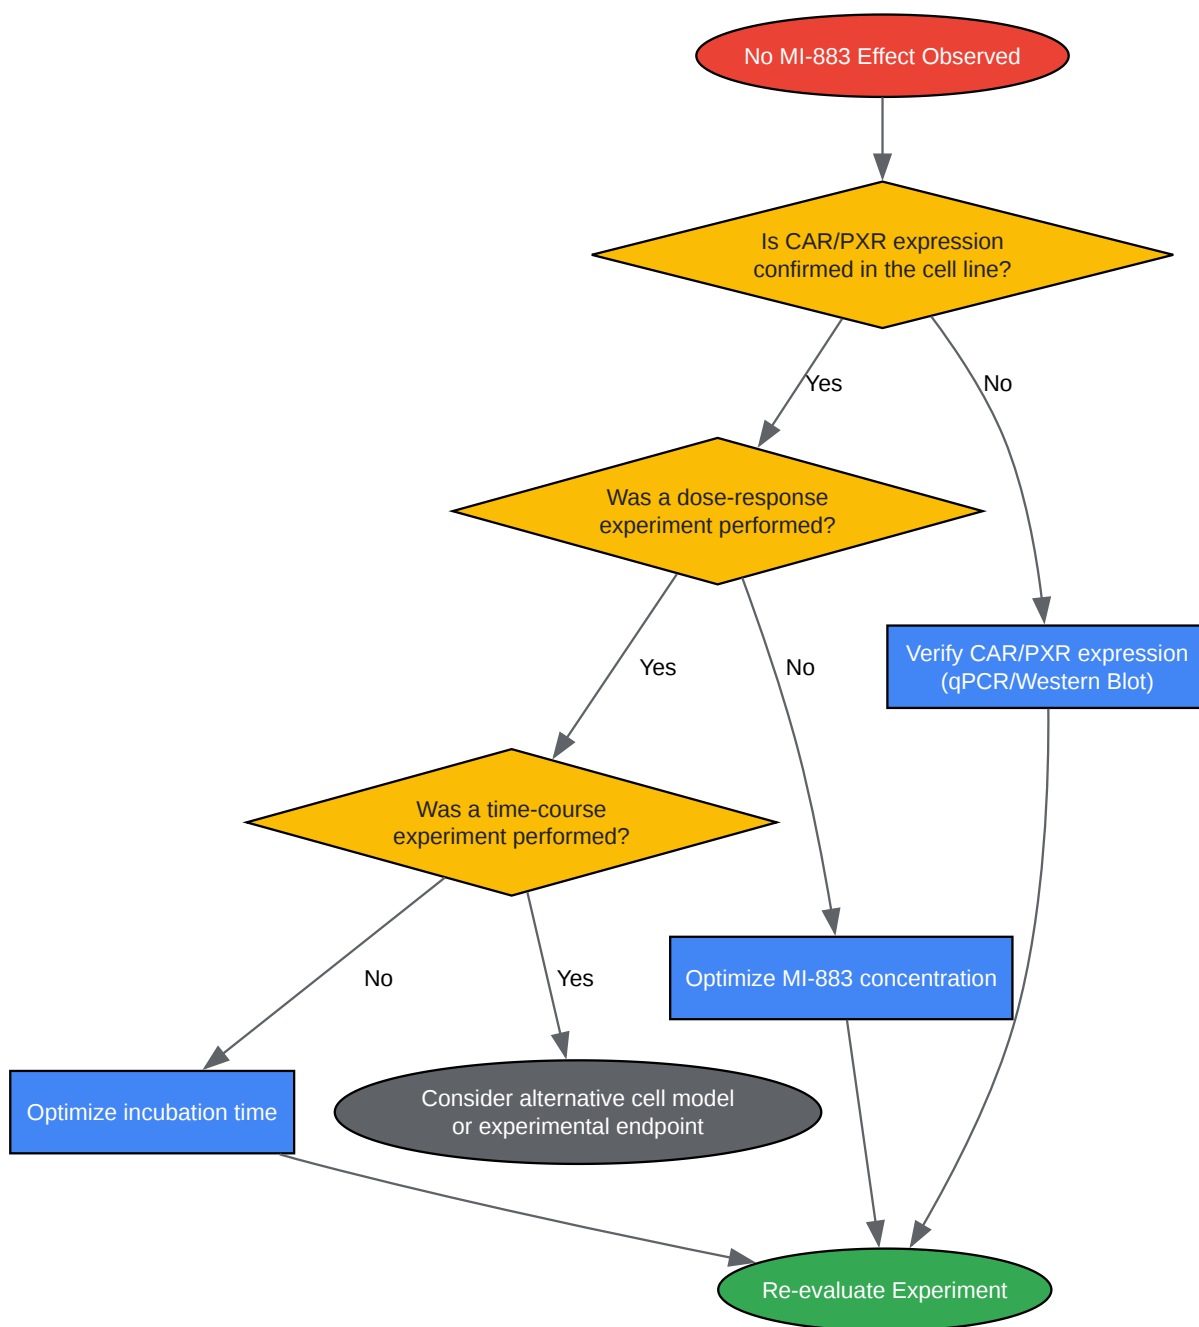 No MI-883 Effect Observed
Is CAR/PXR expression
confirmed in the cell line?
Yes
No
Was a dose-response
experiment performed?
Yes
No
Verify CAR/PXR expression
(qPCR/Western Blot)
Was a time-course
experiment performed?
No
Yes
Optimize MI-883 concentration
Optimize incubation time
Consider alternative cell model
or experimental endpoint
Re-evaluate Experiment